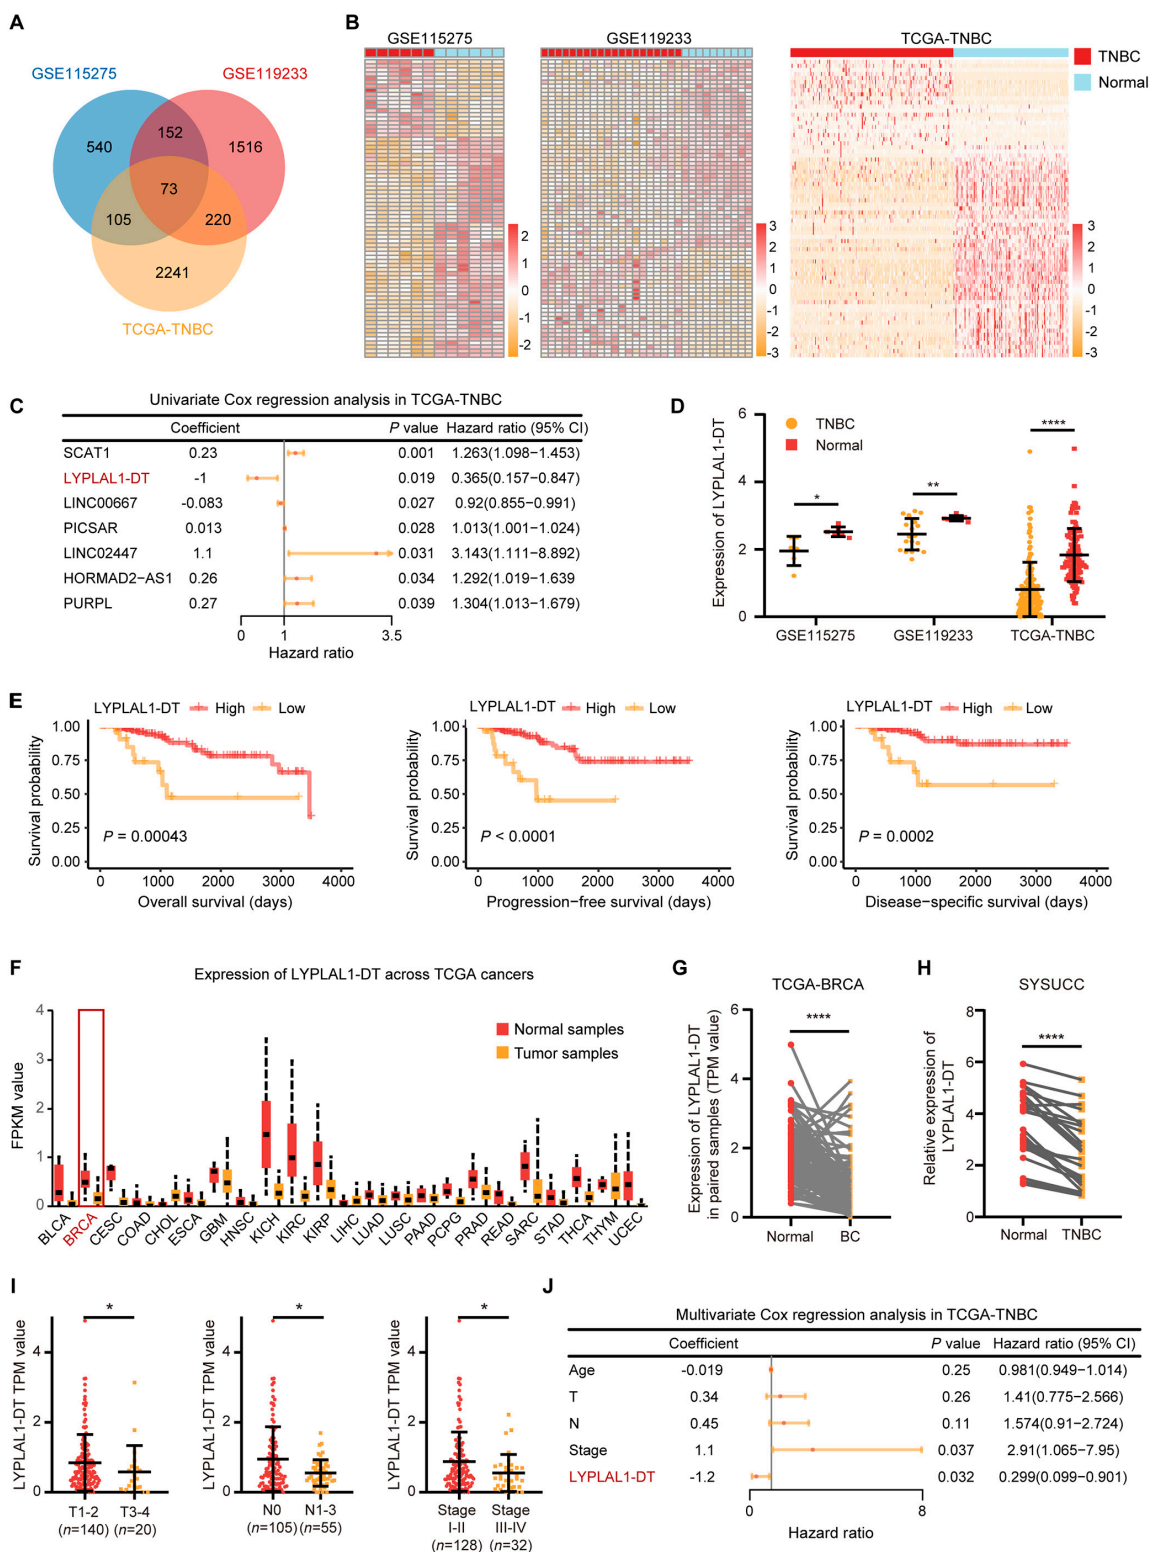 A
GSE115275
GSE119233
540
152
1516
73
105
220
2241
TCGA-TNBC
B
GSE115275
GSE119233
TCGA-TNBC
TNBC
Normal
2
1
0
-1
-2
3
2
1
0
-1
-2
-3
3
2
1
0
-1
-2
-3
C
Univariate Cox regression analysis in TCGA-TNBC
Coefficient P value Hazard ratio (95% CI)
SCAT1 0.23 0.001 1.263(1.098−1.453)
LYPLAL1-DT -1 0.019 0.365(0.157−0.847)
LINC00667 -0.083 0.027 0.92(0.855−0.991)
PICSAR 0.013 0.028 1.013(1.001−1.024)
LINC02447 1.1 0.031 3.143(1.111−8.892)
HORMAD2−AS1 0.26 0.034 1.292(1.019−1.639
PURPL 0.27 0.039 1.304(1.013−1.679)
0 1 3.5
Hazard ratio
D
Expression of LYPLAL1-DT
6
4
2
0
TNBC
Normal
*
**
****
GSE115275 GSE119233 TCGA-TNBC
E
LYPLAL1-DT High Low
Survival probability
1.00
0.75
0.50
0.25
0.00
P = 0.00043
0 1000 2000 3000 4000
Overall survival (days)
LYPLAL1-DT High Low
Survival probability
1.00
0.75
0.50
0.25
0.00
P < 0.0001
0 1000 2000 3000 4000
Progression−free survival (days)
LYPLAL1-DT High Low
Survival probability
1.00
0.75
0.50
0.25
0.00
P = 0.0002
0 1000 2000 3000 4000
Disease−specific survival (days)
F
Expression of LYPLAL1-DT across TCGA cancers
FPKM value
4
3
2
1
0
Normal samples
Tumor samples
BLCA BRCA CESC COAD CHOL ESCA GBM HNSC KICH KIRC KIRP LIHC LUAD LUSC PAAD PCPG PRAD READ SARC STAD THCA THYM UCEC
G
TCGA-BRCA
Expression of LYPLAL1-DT
in paired samples (TPM value)
6
4
2
0
****
Normal BC
H
SYSUCC
Relative expression of
LYPLAL1-DT
8
6
4
2
0
****
Normal TNBC
I
LYPLAL1-DT TPM value
4
2
0
*
T1-2 T3-4
(n=140) (n=20)
LYPLAL1-DT TPM value
4
2
0
*
N0 N1-3
(n=105) (n=55)
LYPLAL1-DT TPM value
4
2
0
*
Stage Stage
I-II III-IV
(n=128) (n=32)
J
Multivariate Cox regression analysis in TCGA-TNBC
Coefficient P value Hazard ratio (95% CI)
Age -0.019 0.25 0.981(0.949−1.014)
T 0.34 0.26 1.41(0.775−2.566)
N 0.45 0.11 1.574(0.91−2.724)
Stage 1.1 0.037 2.91(1.065−7.95)
LYPLAL1-DT -1.2 0.032 0.299(0.099−0.901)
0 8
Hazard ratio